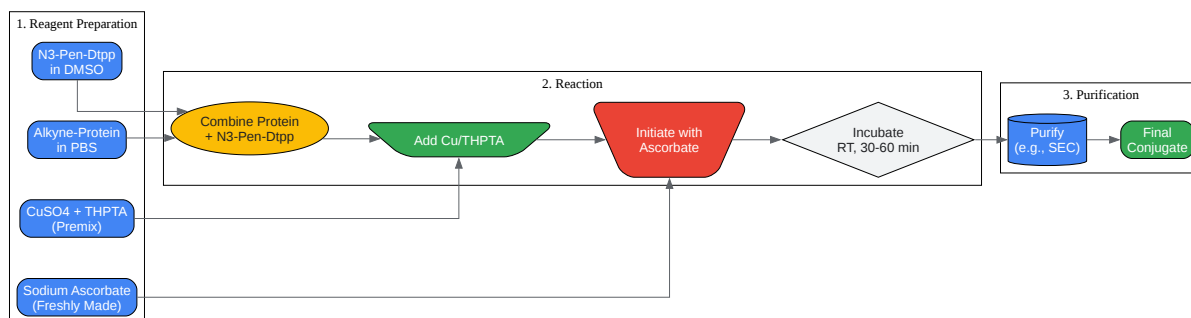 1. Reagent Preparation
N3-Pen-Dtpp
in DMSO
Alkyne-Protein
in PBS
CuSO4 + THPTA
(Premix)
Sodium Ascorbate
(Freshly Made)
2. Reaction
Combine Protein
+ N3-Pen-Dtpp
Add Cu/THPTA
Initiate with
Ascorbate
Incubate
RT, 30-60 min
3. Purification
Purify
(e.g., SEC)
Final
Conjugate